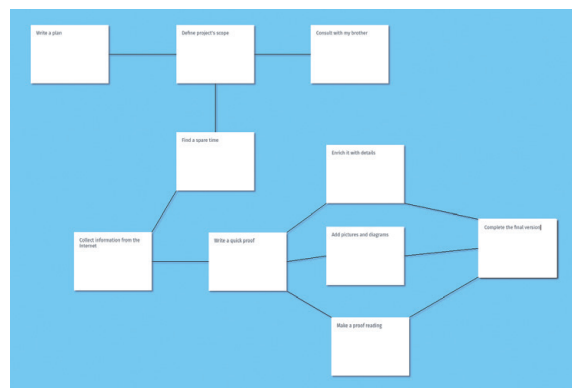 Write a plan
Define project's scope
Consult with my brother
Find a spare time
Enrich it with details
Collect information from the
Internet
Write a quick proof
Add pictures and diagrams
Complete the final version
Make a proof reading